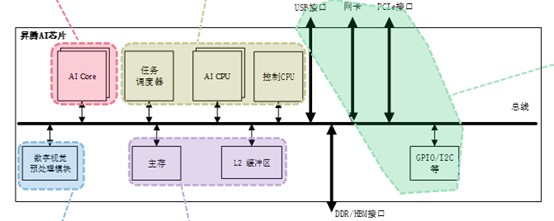 USB接口 网卡 PCIe接口
昇腾AI芯片
AI Core
任务
调度器
AI CPU
控制CPU
总线
数字视觉
预处理模块
主存
L2 缓冲区
GPIO/I2C
等
DDR/HBM接口